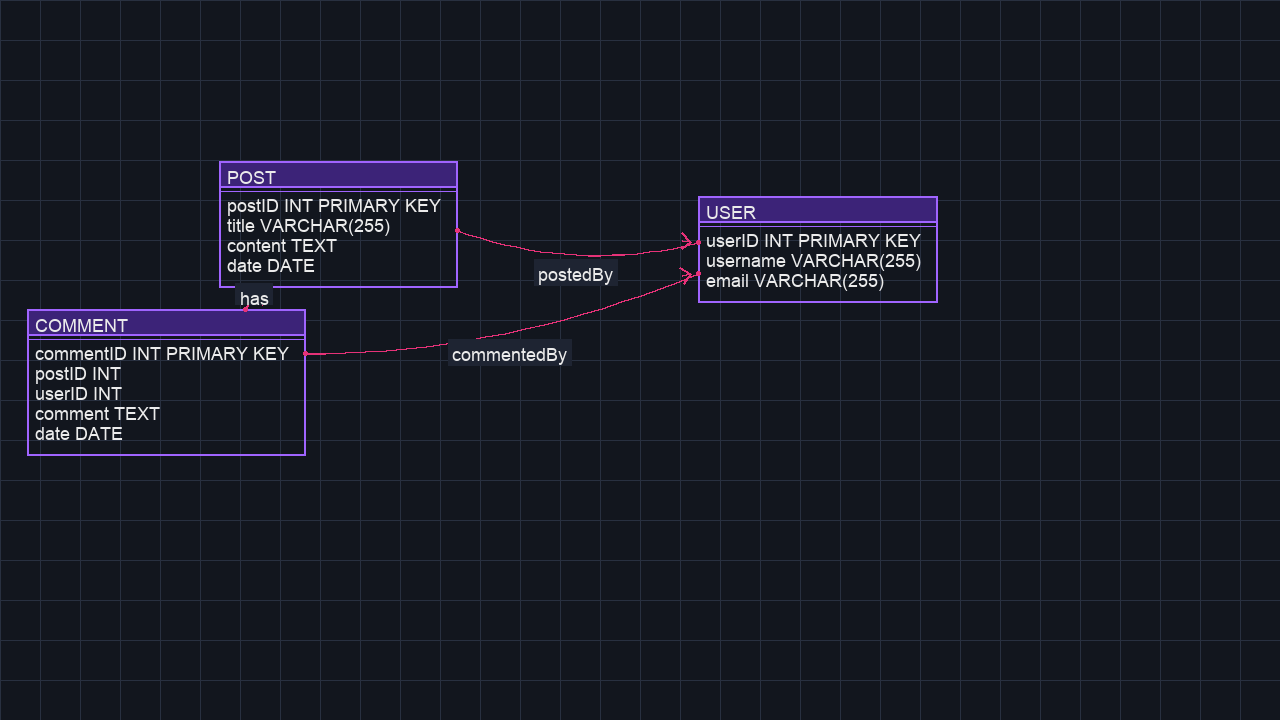 POST
postID INT PRIMARY KEY
title VARCHAR(255)
content TEXT
date DATE
USER
userID INT PRIMARY KEY
username VARCHAR(255)
email VARCHAR(255)
postedBy
has
COMMENT
commentID INT PRIMARY KEY
postID INT
userID INT
comment TEXT
date DATE
commentedBy